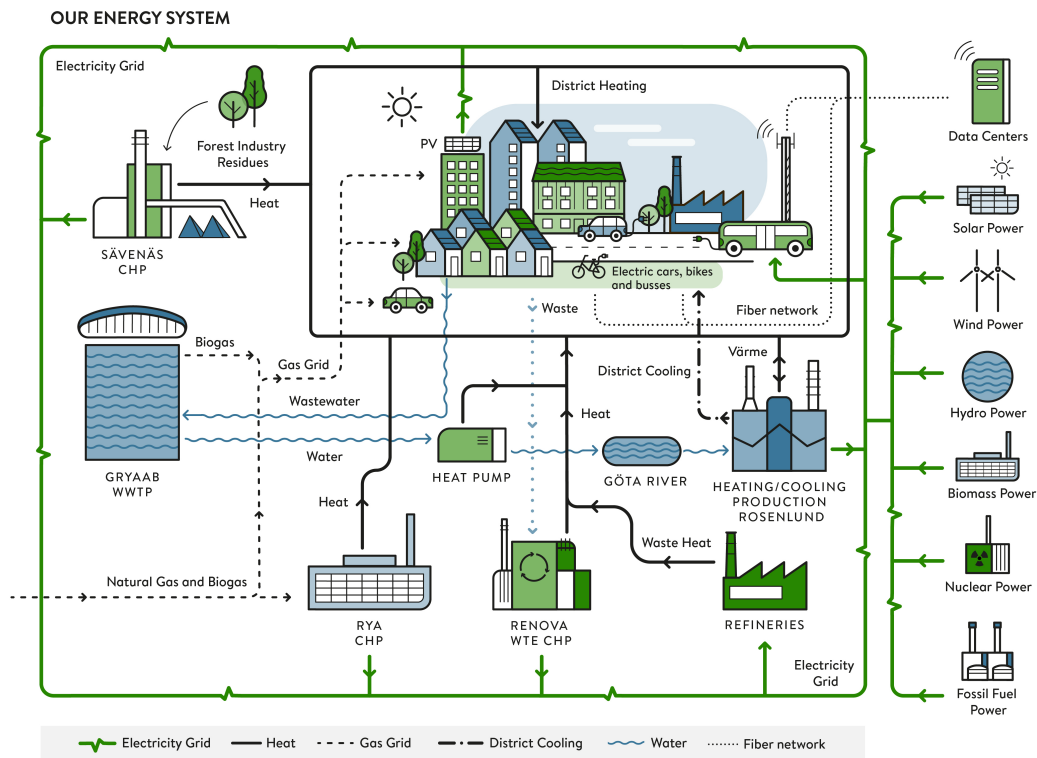 OUR ENERGY SYSTEM
Electricity Grid
District Heating
PV
Forest Industry
Residues
Heat
SÄVENÄS
CHP
Data Centers
Solar Power
Wind Power
Hydro Power
Biomass Power
Nuclear Power
Fossil Fuel
Power
Electric cars, bikes
and busses
Waste
Fiber network
Biogas
Gas Grid
Wastewater
Water
GRYAAB
WWTP
Värme
District Cooling
Heat
HEAT PUMP
GÖTA RIVER
HEATING/COOLING
PRODUCTION
ROSENLUND
Heat
Waste Heat
Natural Gas and Biogas
RYA
CHP
RENOVA
WTE CHP
REFINERIES
Electricity
Grid
Electricity Grid
Heat
Gas Grid
District Cooling
Water
Fiber network